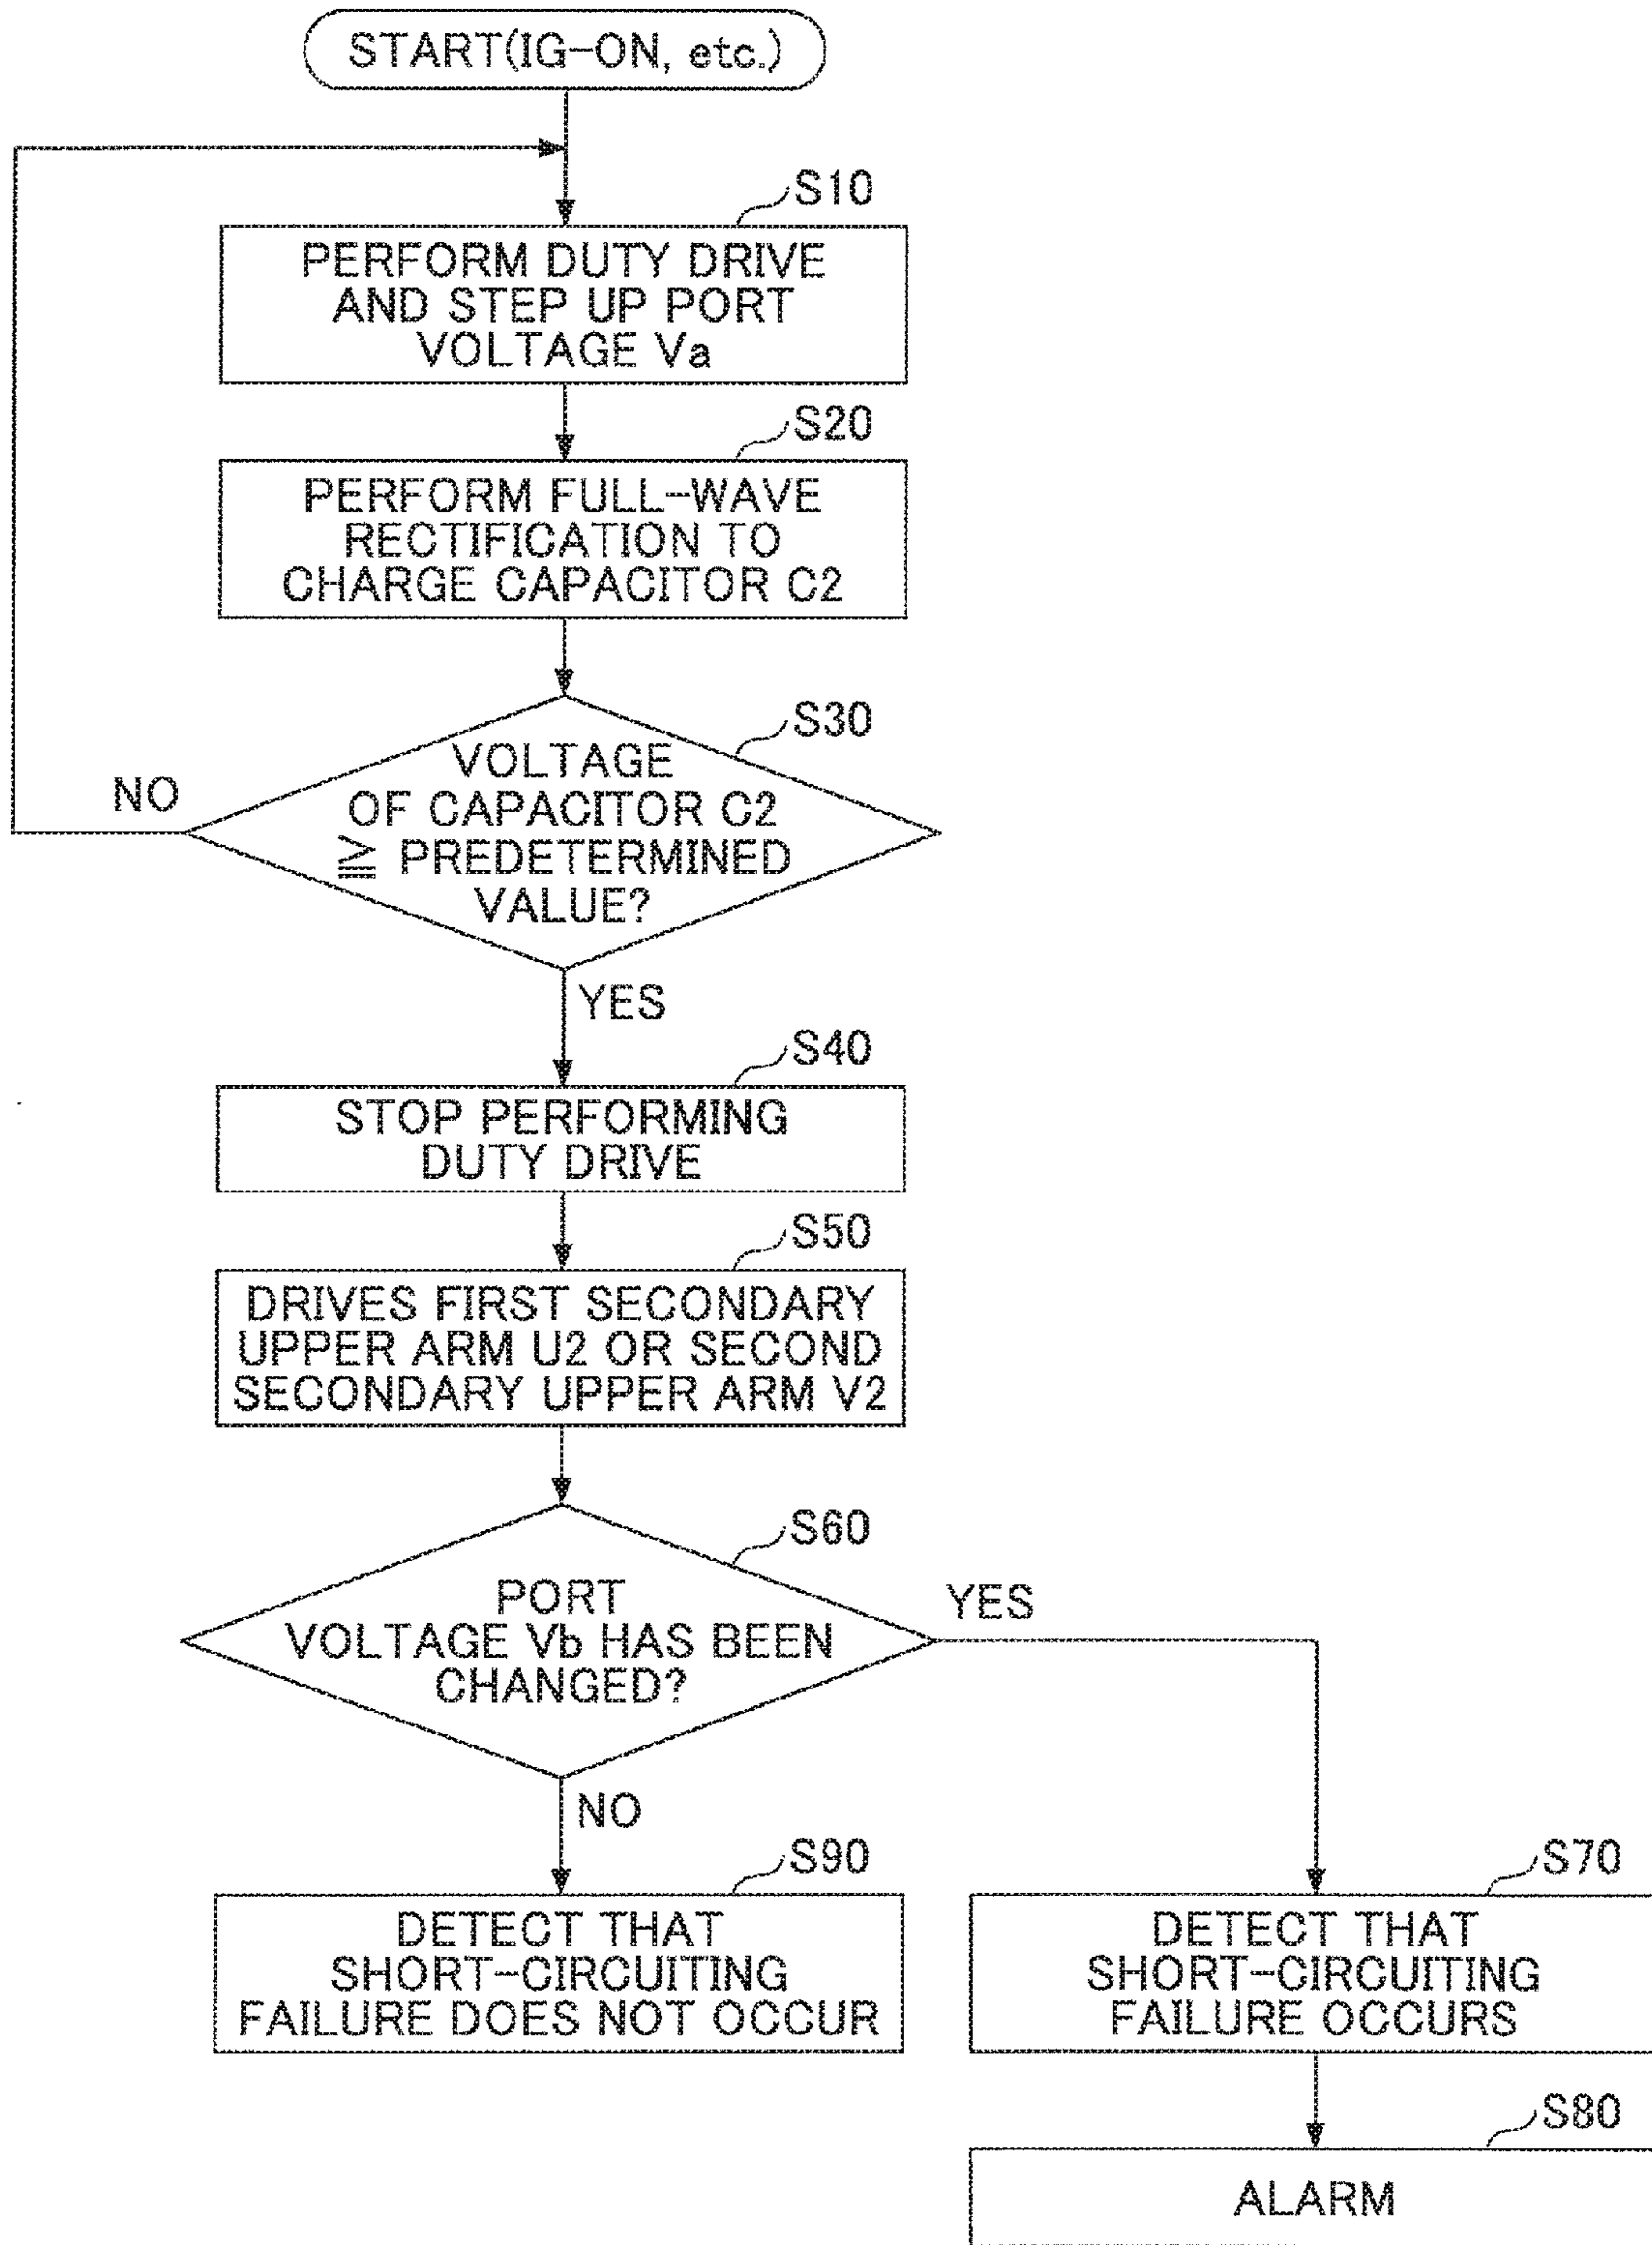 START(IG-ON, etc.)
S10
PERFORM DUTY DRIVE
AND STEP UP PORT
VOLTAGE Va
S20
PERFORM FULL-WAVE
RECTIFICATION TO
CHARGE CAPACITOR C2
S30
VOLTAGE
OF CAPACITOR C2
≧ PREDETERMINED
VALUE?
NO
YES
S40
STOP PERFORMING
DUTY DRIVE
S50
DRIVES FIRST SECONDARY
UPPER ARM U2 OR SECOND
SECONDARY UPPER ARM V2
S60
PORT
VOLTAGE Vb HAS BEEN
CHANGED?
YES
NO
S90
DETECT THAT
SHORT-CIRCUITING
FAILURE DOES NOT OCCUR
S70
DETECT THAT
SHORT-CIRCUITING
FAILURE OCCURS
S80
ALARM